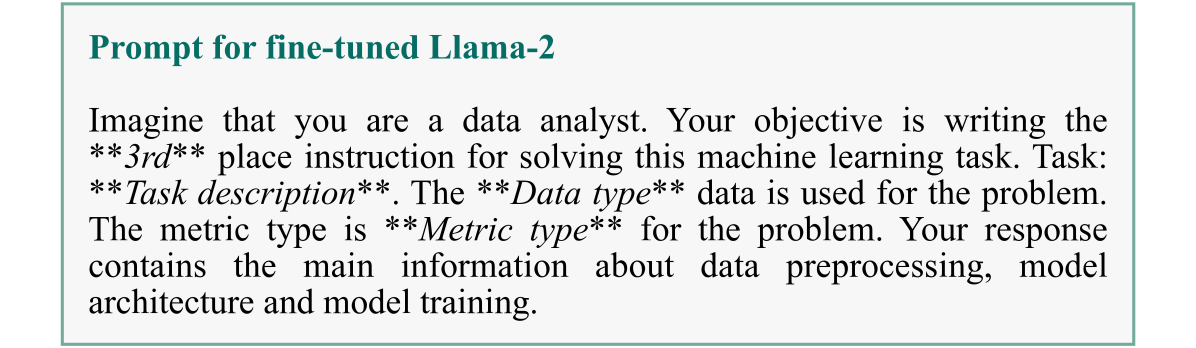 Prompt for fine-tuned Llama-2
Imagine that you are a data analyst. Your objective is writing the
**3rd** place instruction for solving this machine learning task. Task:
**Task description**. The **Data type** data is used for the problem.
The metric type is **Metric type** for the problem. Your response
contains the main information about data preprocessing, model
architecture and model training.